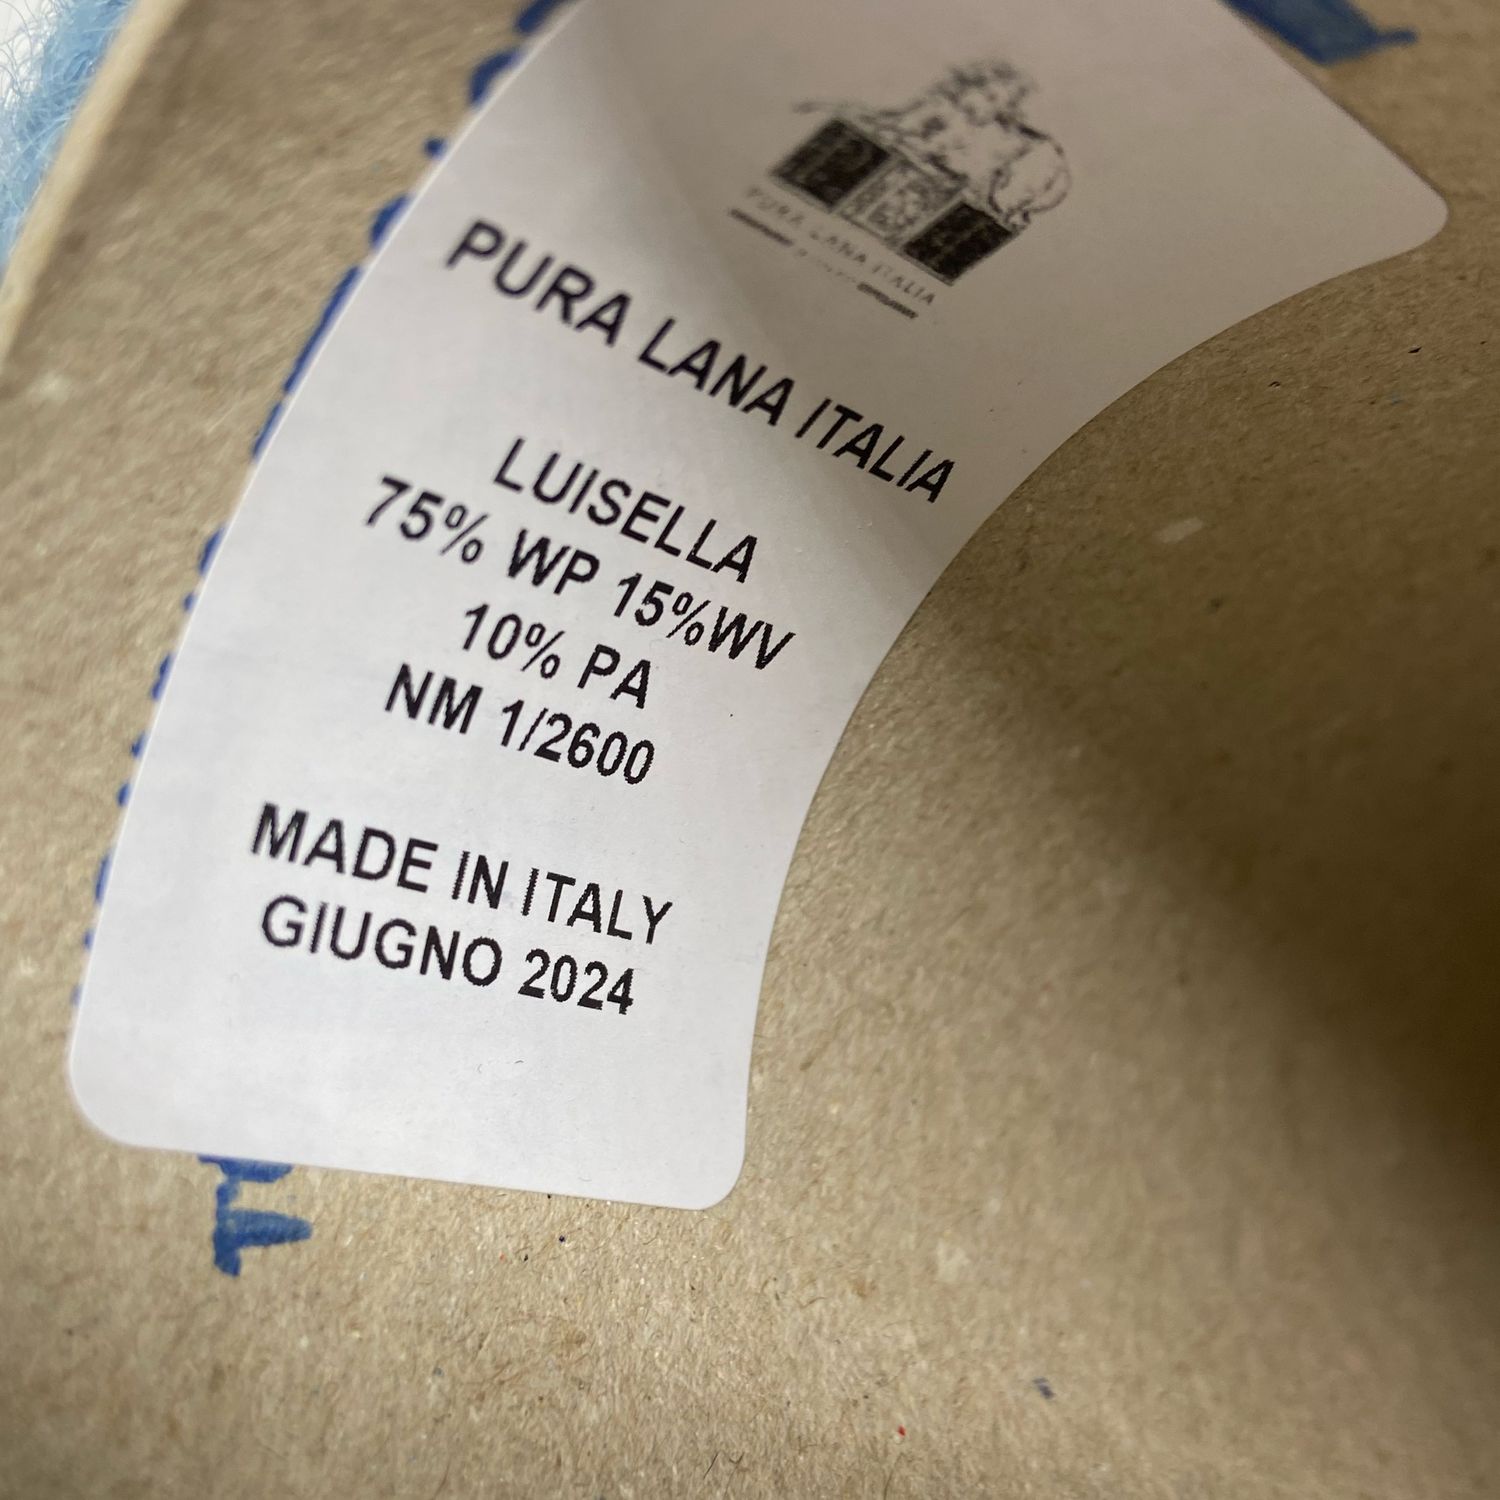 PURA LANA ITALIA
PURA LANA ITALIA
LUISELLA
75% WP 15%WV
10% PA
NM 1/2600
MADE IN ITALY
GIUGNO 2024